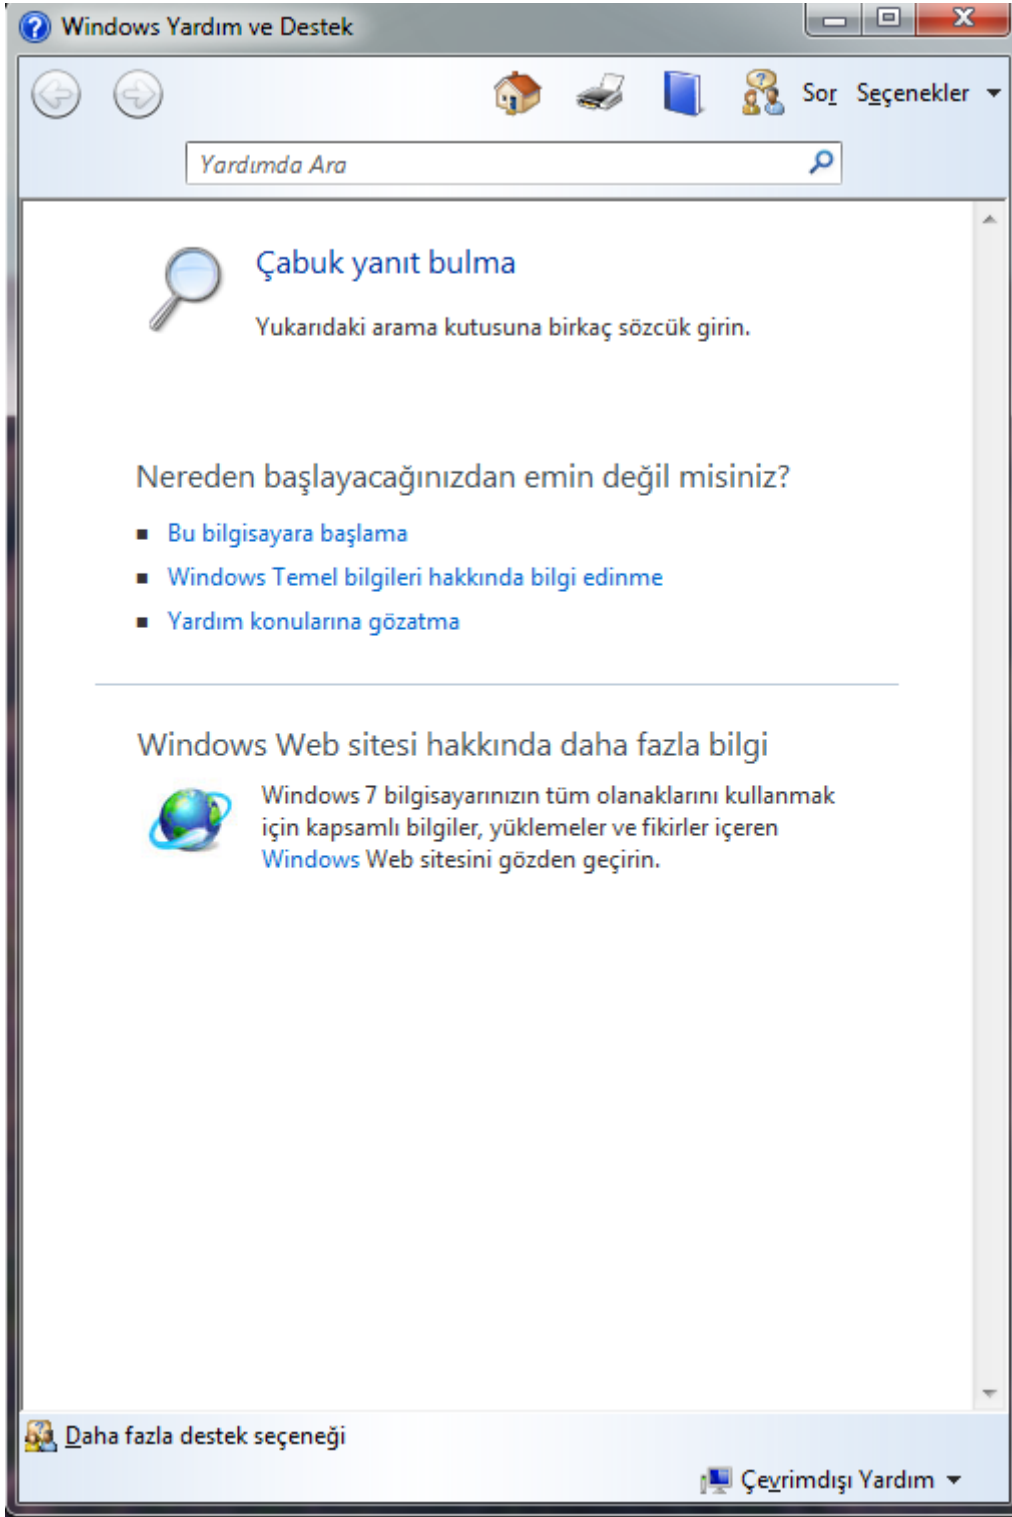 Windows Yardım ve Destek
Sor Seçenekler
Yardımda Ara
Çabuk yanıt bulma
Yukarıdaki arama kutusuna birkaç sözcük girin.
Nereden başlayacağınızdan emin değil misiniz?
Bu bilgisayara başlama
Windows Temel bilgileri hakkında bilgi edinme
Yardım konularına gözatma
Windows Web sitesi hakkında daha fazla bilgi
Windows 7 bilgisayarınızın tüm olanaklarını kullanmak
için kapsamlı bilgiler, yüklemeler ve fikirler içeren
Windows Web sitesini gözden geçirin.
Daha fazla destek seçeneği
Çevrimdışı Yardım